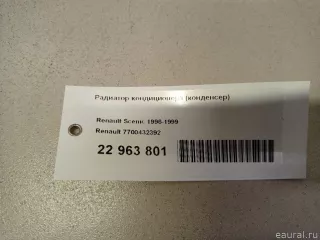 Радиатор кондиционера (конденсер)
Renault Scenic 1996-1999
Renault 7700432392
22 963 801
eaural.ru